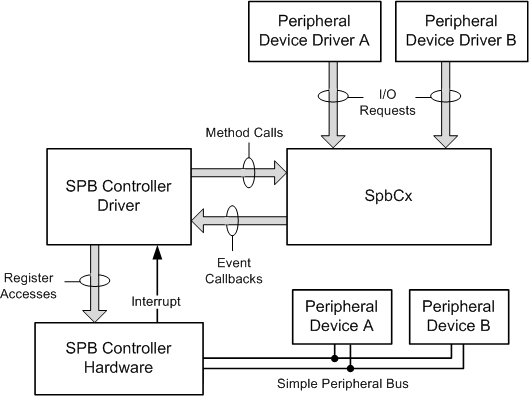 Peripheral
Device Driver A
Peripheral
Device Driver B
I/O
Requests
Method Calls
SPB Controller
Driver
SpbCx
Event
Callbacks
Register
Accesses
Interrupt
Peripheral
Device A
Peripheral
Device B
SPB Controller
Hardware
Simple Peripheral Bus